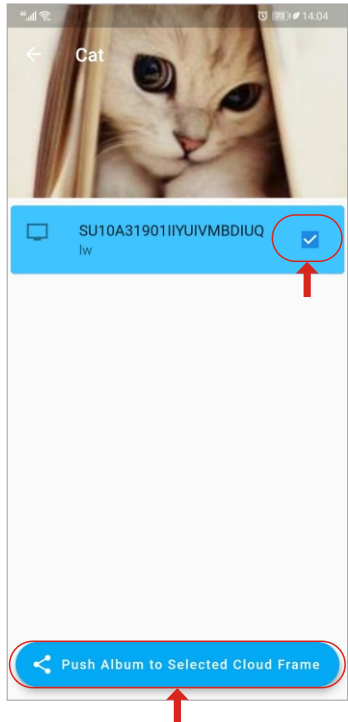 14:04
Cat
SU10A31901IIYUIVMBDIUQ
lw
Push Album to Selected Cloud Frame